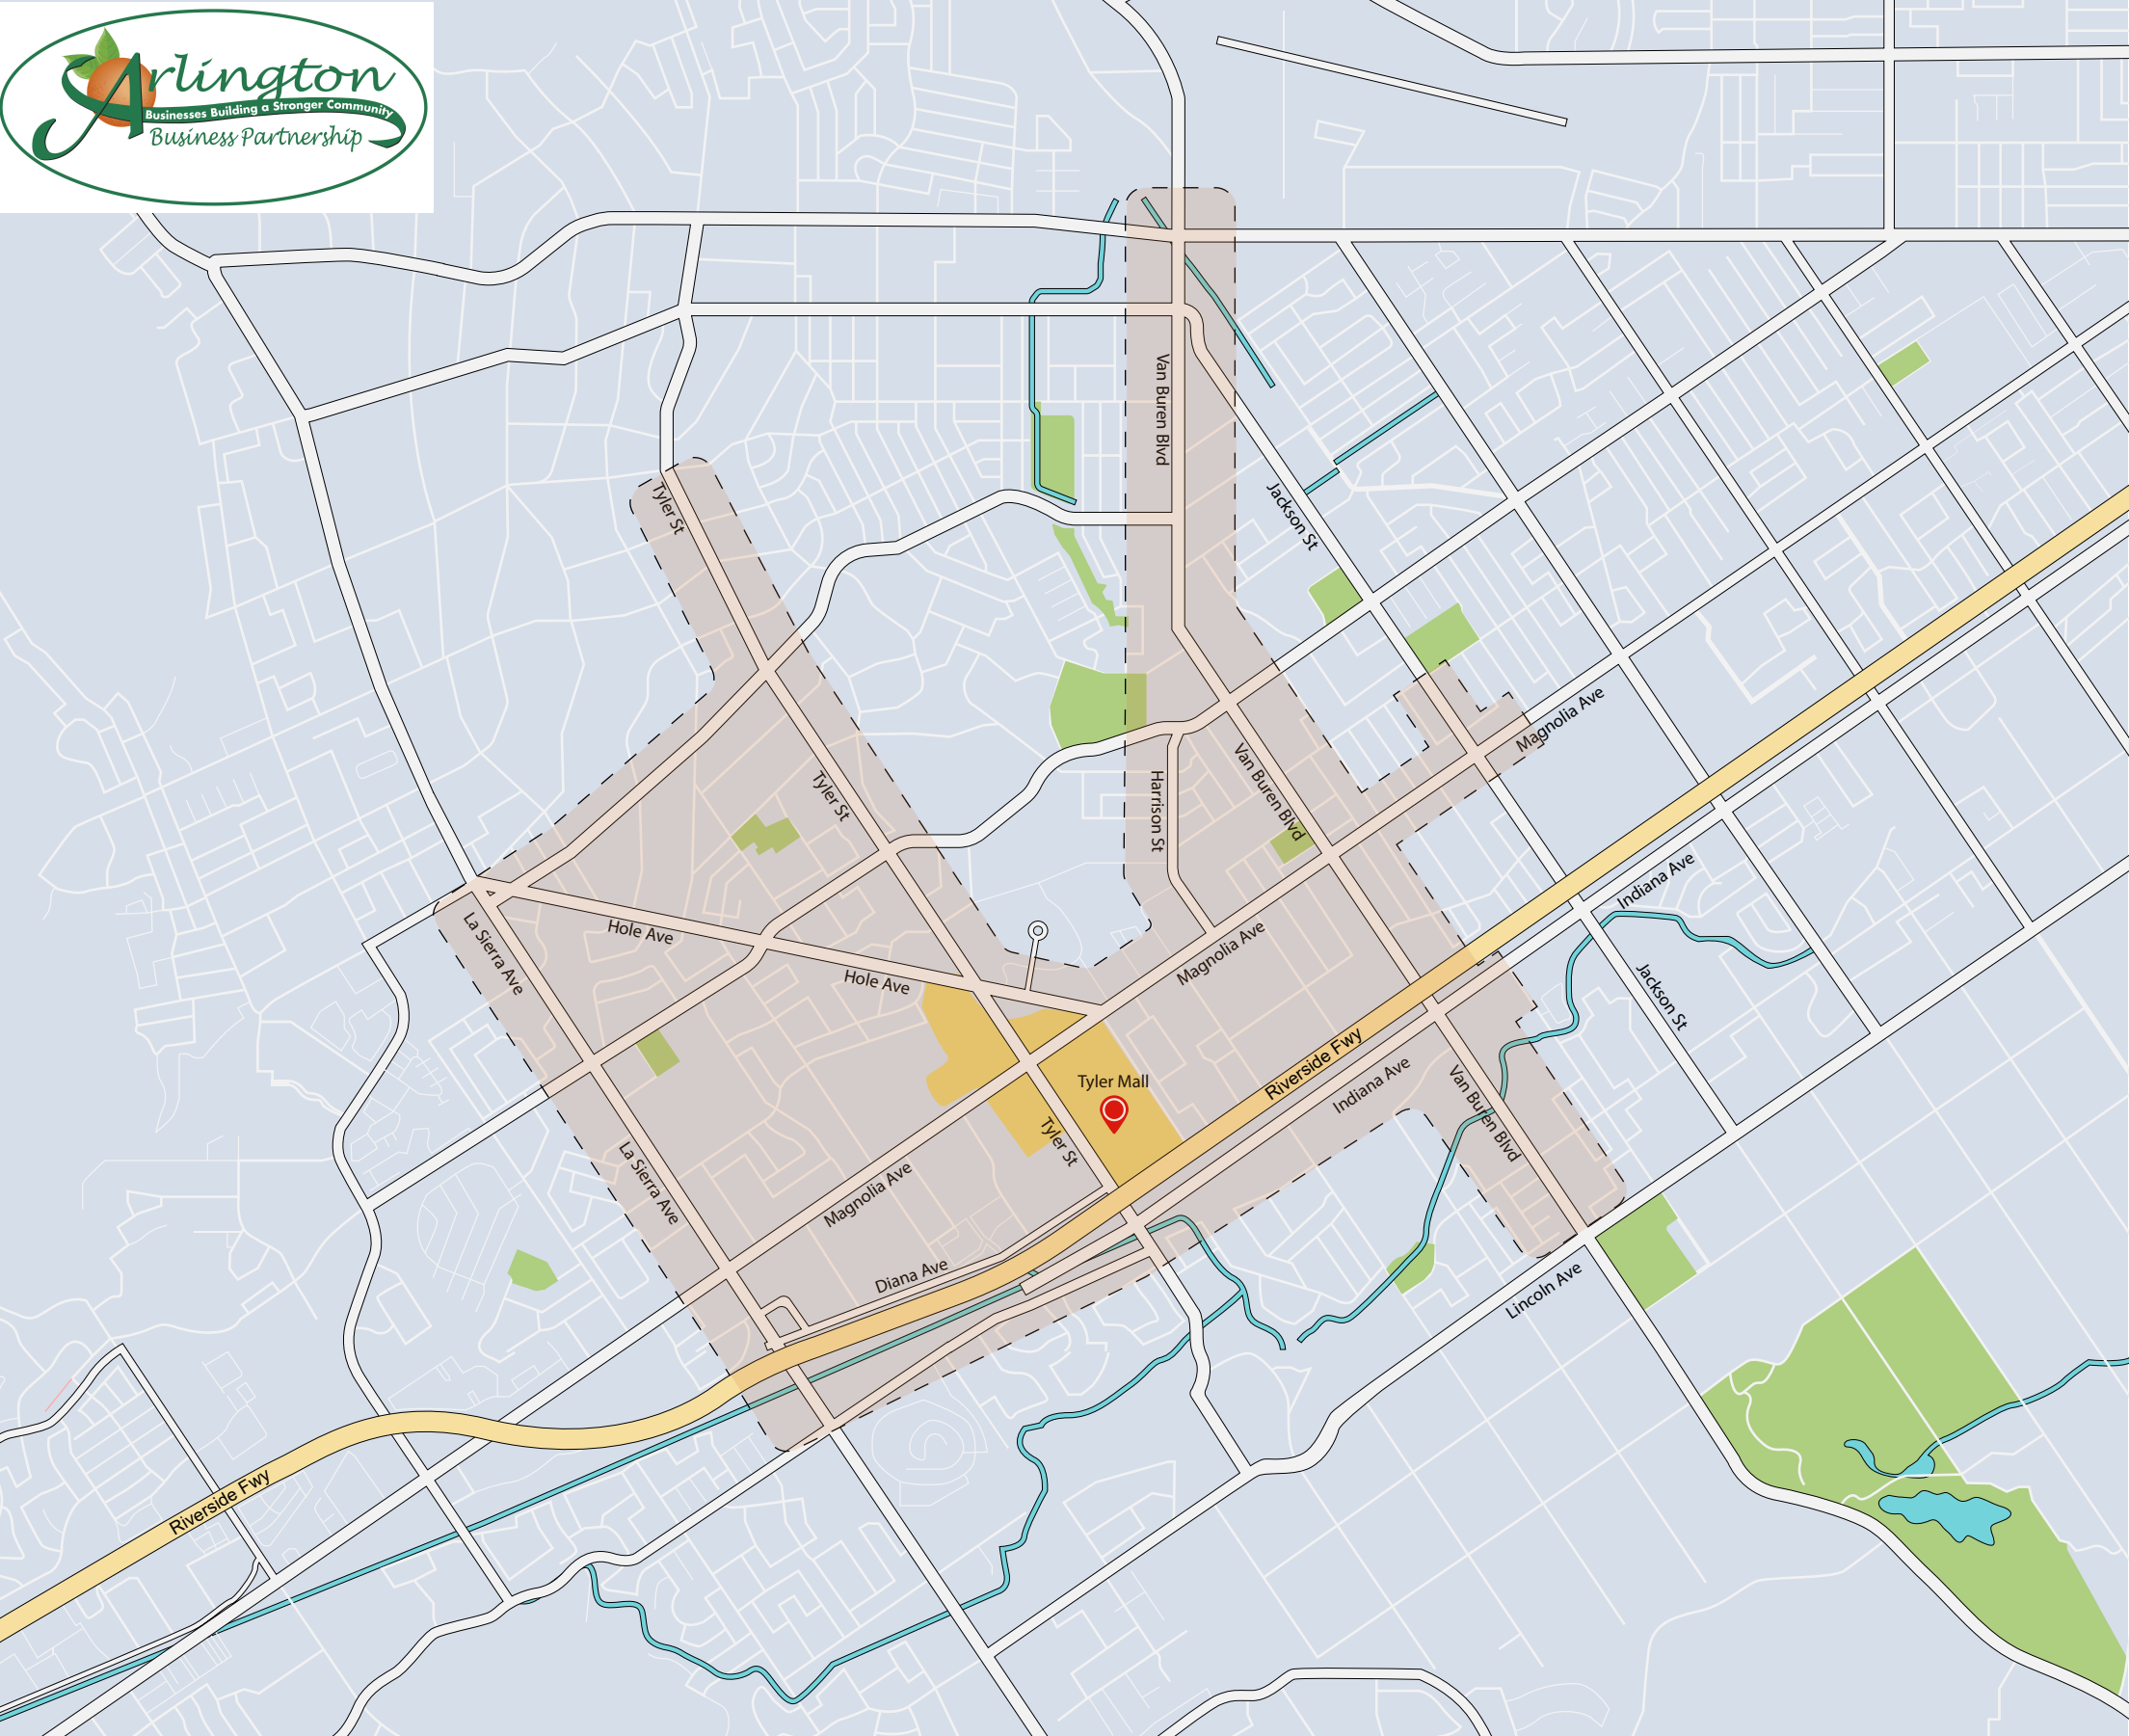 Arlington
Businesses Building a Stronger Community
Business Partnership
Van Buren Blvd
Tyler St
Jackson St
Magnolia Ave
Tyler St
Van Buren Blvd
Harrison St
Indiana Ave
La Sierra Ave
Hole Ave
Hole Ave
Magnolia Ave
Jackson St
Riverside Fwy
Tyler Mall
Indiana Ave
Van Buren Blvd
Tyler St
La Sierra Ave
Magnolia Ave
Diana Ave
Lincoln Ave
Riverside Fwy